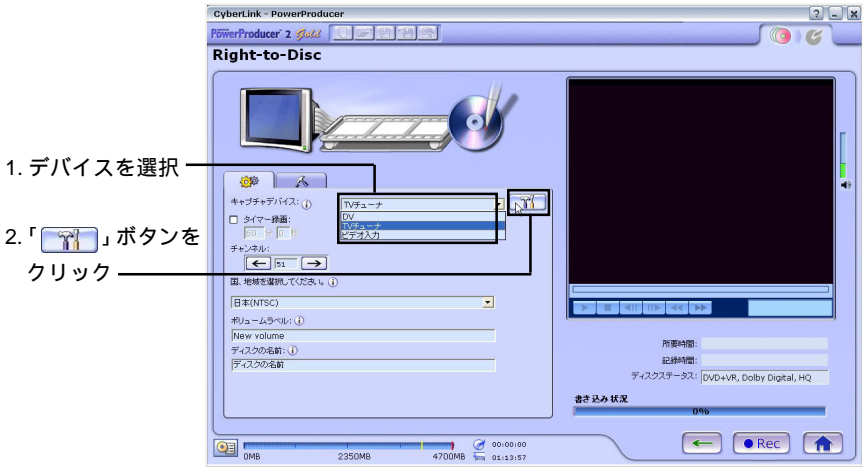 CyberLink - PowerProducer
PowerProducer 2 Gold
Right-to-Disc
1. デバイスを選択
2.「 」ボタンを
クリック
キャプチャデバイス:
TVチューナ
DV
TVチューナ
ビデオ入力
タイマー録画:
60 0
チャンネル:
51
国、地域を選択してください。
日本(NTSC)
ボリュームラベル:
New volume
ディスクの名前:
ディスクの名前
所要時間:
記録時間:
ディスクステータス: DVD+VR, Dolby Digital, HQ
書き込み状況
0%
0MB 2350MB 4700MB
00:00:00
01:13:57
Rec